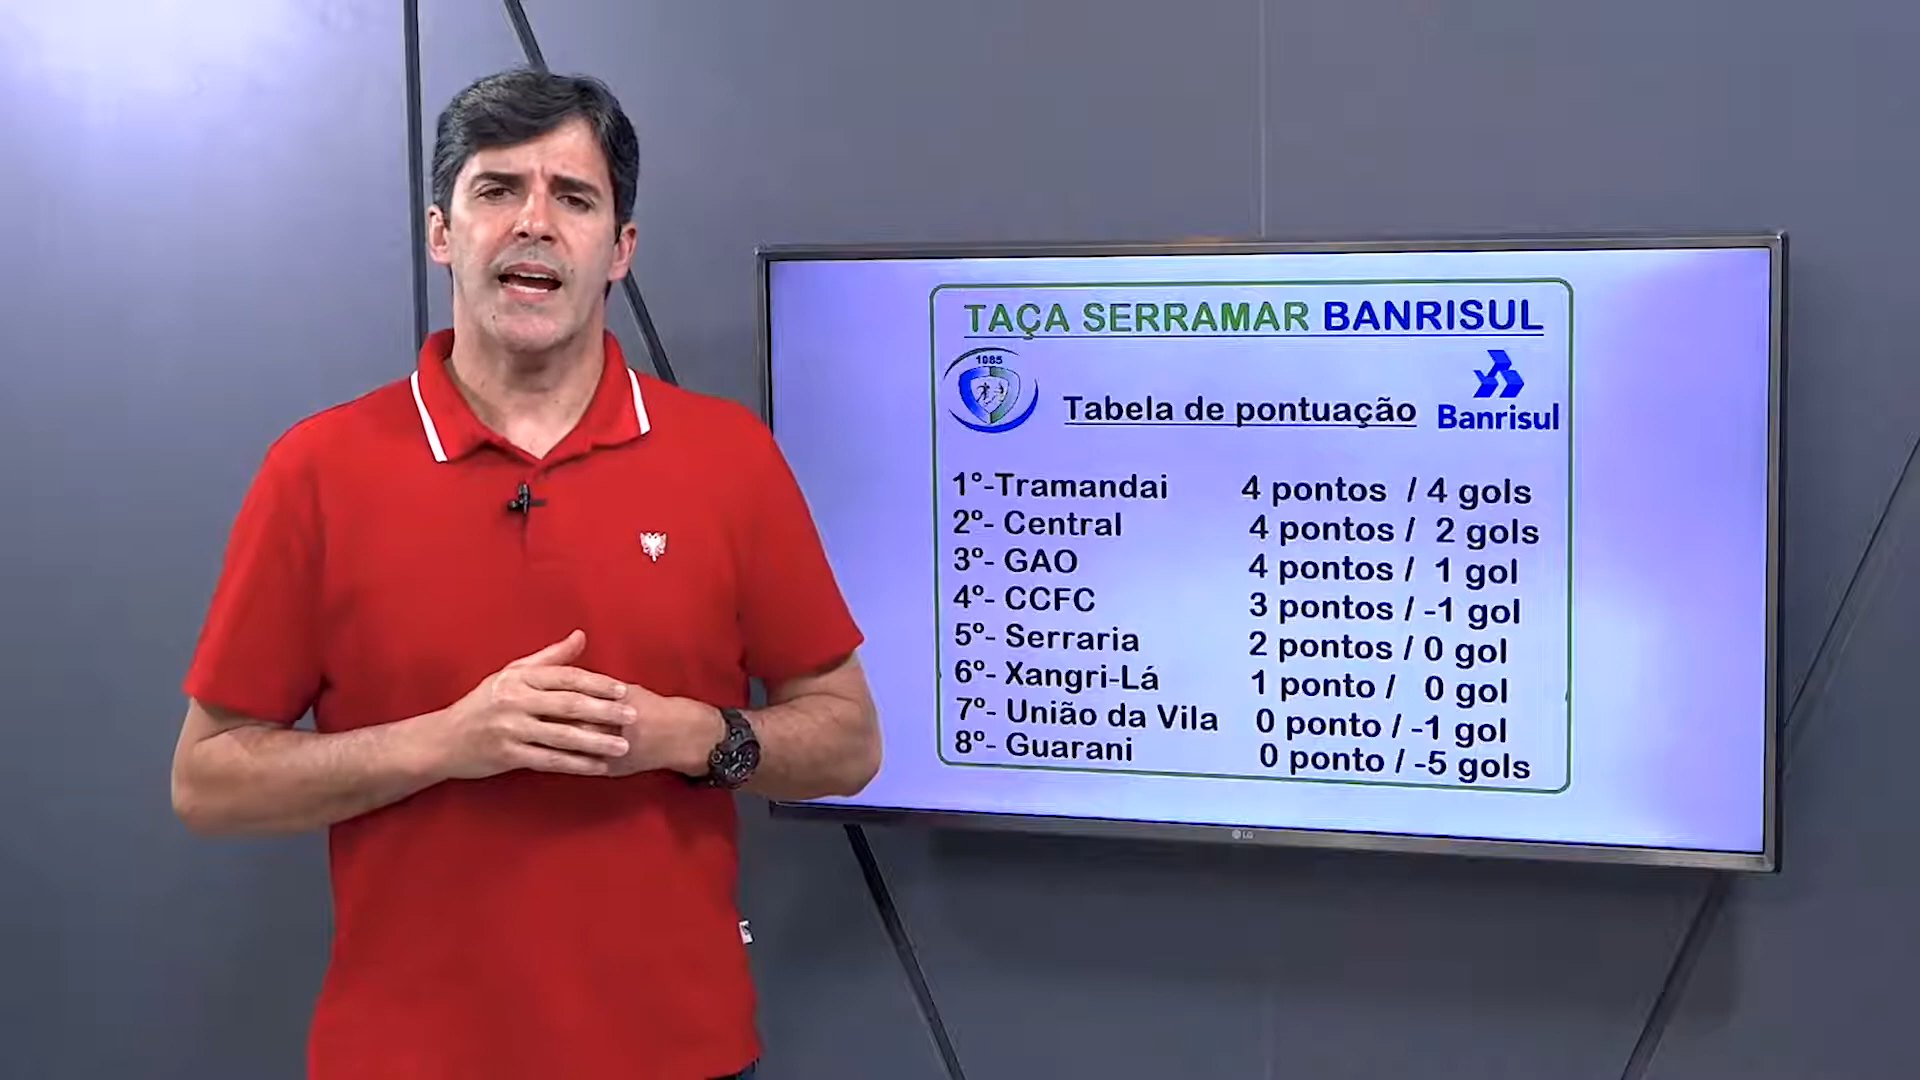 TAÇA SERRAMAR BANRISUL
1085
Tabela de pontuação
Banrisul
1°-Tramandai 4 pontos / 4 gols
2º- Central 4 pontos / 2 gols
3º- GAO 4 pontos / 1 gol
4º- CCFC 3 pontos / -1 gol
5º- Serraria 2 pontos / 0 gol
6º- Xangri-Lá 1 ponto / 0 gol
7º- União da Vila 0 ponto / -1 gol
8º- Guarani 0 ponto / -5 gols
LG